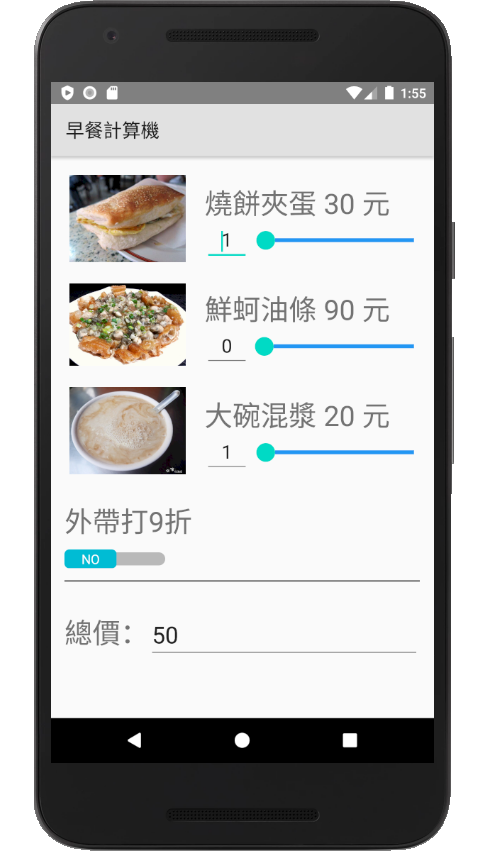 1:55
早餐計算機
燒餅夾蛋 30 元
1
鮮蚵油條 90 元
0
大碗混漿 20 元
1
外帶打9折
NO
總價： 50